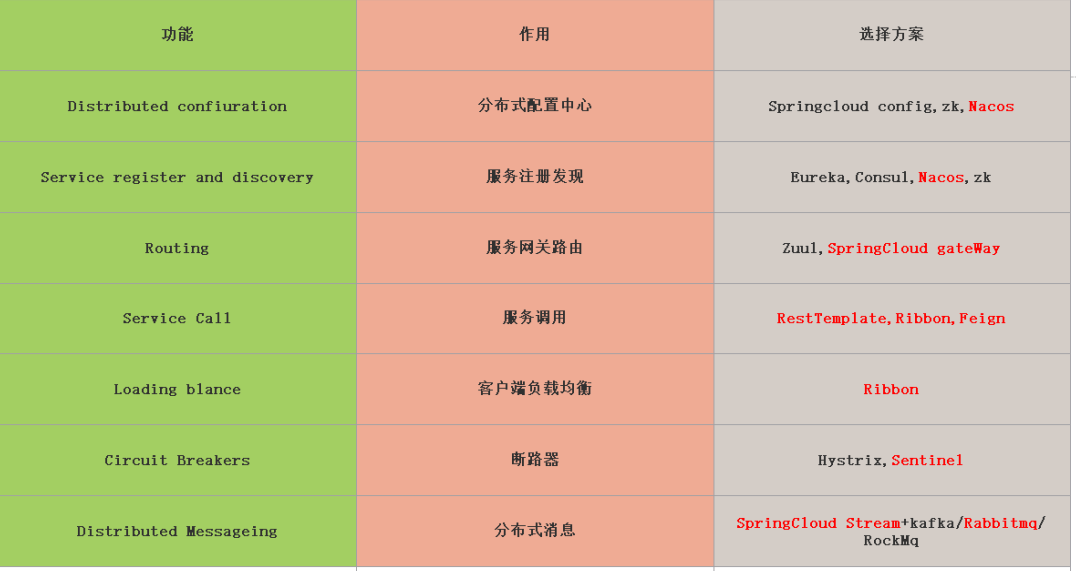 功能 作用 选择方案
Distributed confiuration 分布式配置中心 Springcloud config,zk,Nacos
Service register and discovery 服务注册发现 Eureka,Consul,Nacos,zk
Routing 服务网关路由 Zuul,SpringCloud gateWay
Service Call 服务调用 RestTemplate,Ribbon,Feign
Loading blance 客户端负载均衡 Ribbon
Circuit Breakers 断路器 Hystrix,Sentinel
Distributed Messageing 分布式消息 SpringCloud Stream+kafka/Rabbitmq/
RockMq